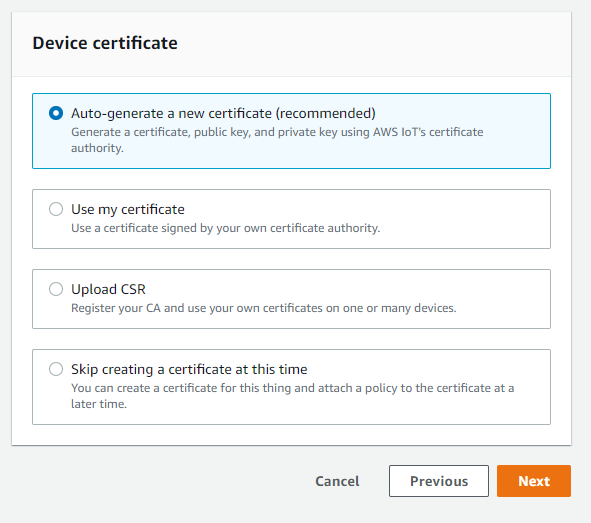 Device certificate
Auto-generate a new certificate (recommended)
Generate a certificate, public key, and private key using AWS IoT's certificate
authority.
Use my certificate
Use a certificate signed by your own certificate authority.
Upload CSR
Register your CA and use your own certificates on one or many devices.
Skip creating a certificate at this time
You can create a certificate for this thing and attach a policy to the certificate at a
later time.
Cancel
Previous
Next